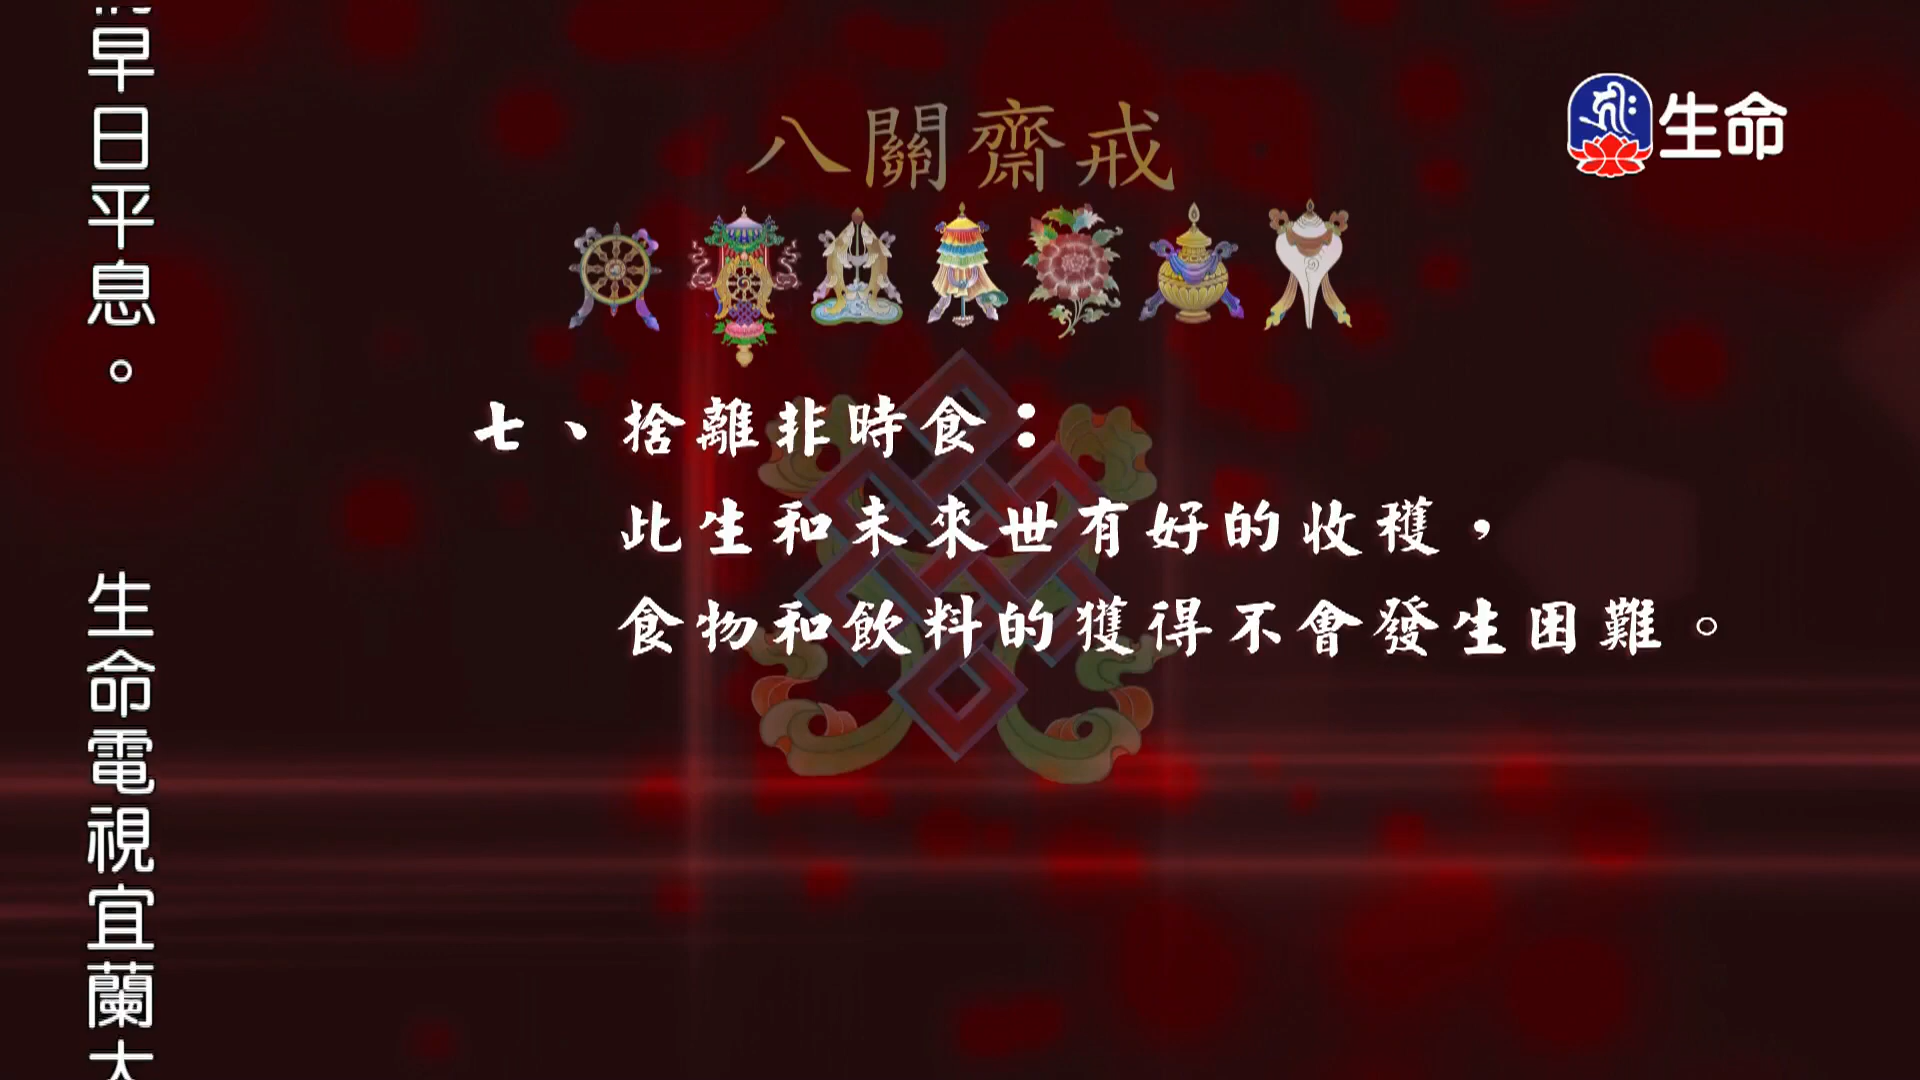 八關齋戒
生命
七、捨離非時食：
此生和未來世有好的收穫，
食物和飲料的獲得不會發生困難。
早日平息。 生命電視宜蘭大